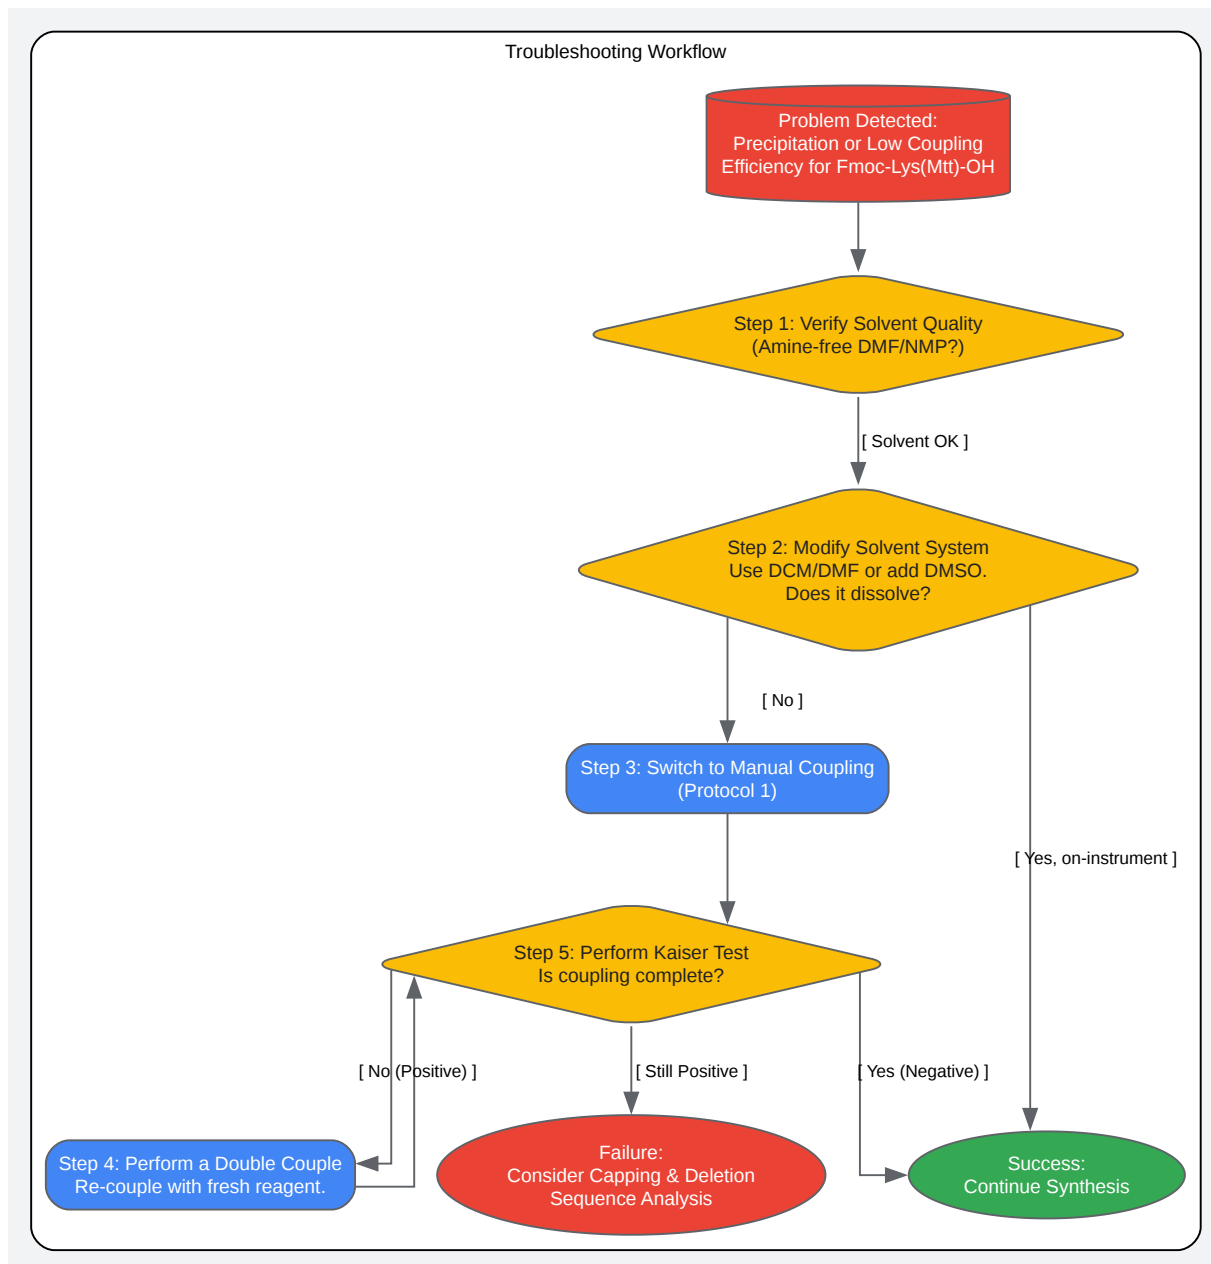 Troubleshooting Workflow
Problem Detected:
Precipitation or Low Coupling
Efficiency for Fmoc-Lys(Mtt)-OH
Step 1: Verify Solvent Quality
(Amine-free DMF/NMP?)
[ Solvent OK ]
Step 2: Modify Solvent System
Use DCM/DMF or add DMSO.
Does it dissolve?
[ No ]
Step 3: Switch to Manual Coupling
(Protocol 1)
[ Yes, on-instrument ]
Step 5: Perform Kaiser Test
Is coupling complete?
[ No (Positive) ]
[ Still Positive ]
[ Yes (Negative) ]
Step 4: Perform a Double Couple
Re-couple with fresh reagent.
Failure:
Consider Capping & Deletion
Sequence Analysis
Success:
Continue Synthesis